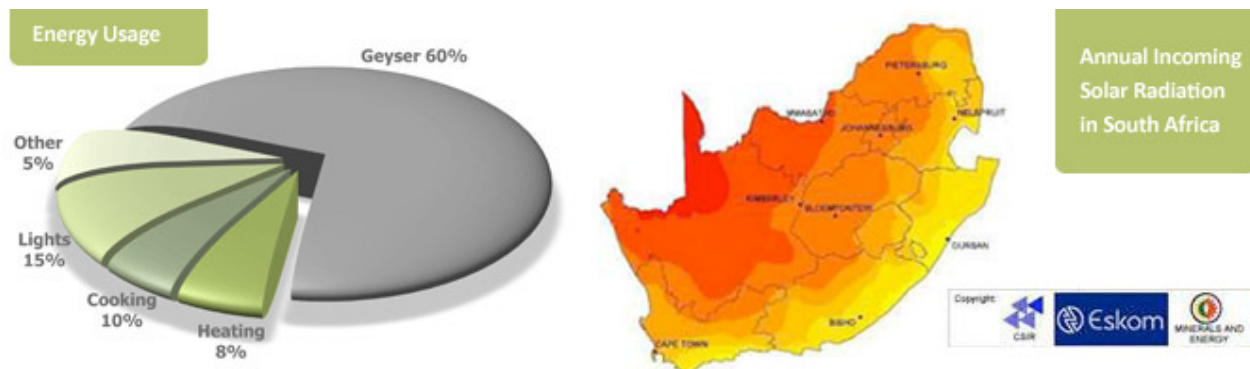 Energy Usage
Geyser 60%
Other
5%
Lights
15%
Cooking
10%
Heating
8%
Annual Incoming
Solar Radiation
in South Africa
PIETERSBURG
MMABATHO
NELSPRUIT
JOHANNESBURG
KIMBERLEY
BLOEMFONTEIN
DURBAN
BISHO
CAPE TOWN
Copyright:
CSIR
Eskom
MINERALS AND
ENERGY